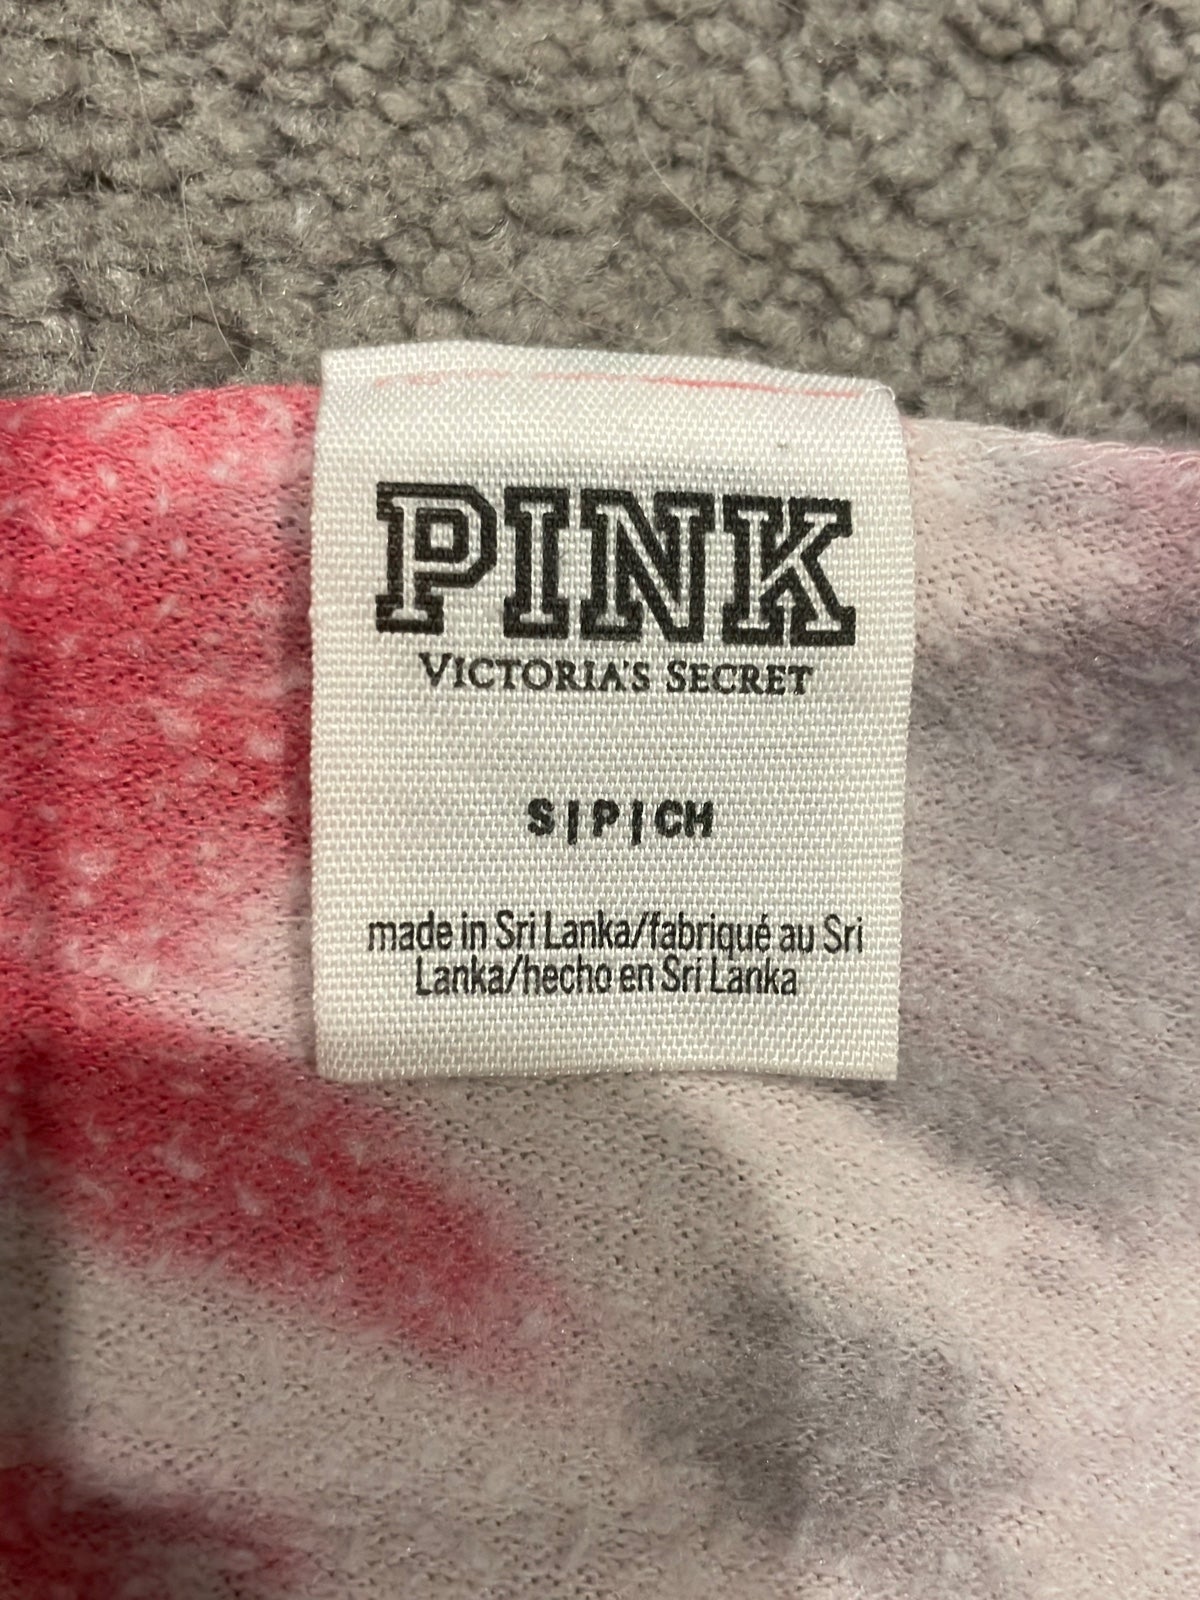 PINK
VICTORIA'S SECRET
S|P|CH
made in Sri Lanka/fabriqué au Sri
Lanka/hecho en Sri Lanka